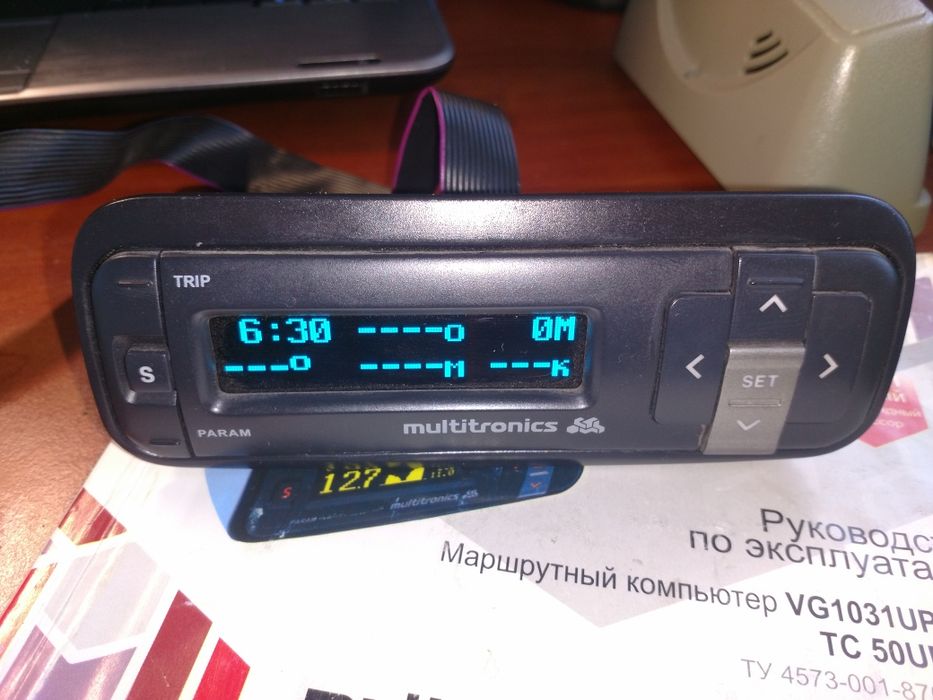 TRIP
6:30 ----о 0М
---о ----м ---к
S
SET
PARAM
multitronics
12.7
multitronics
Руководс
по эксплуата
Маршрутный компьютер VG1031UP
TC 50U
ТУ 4573-001-87